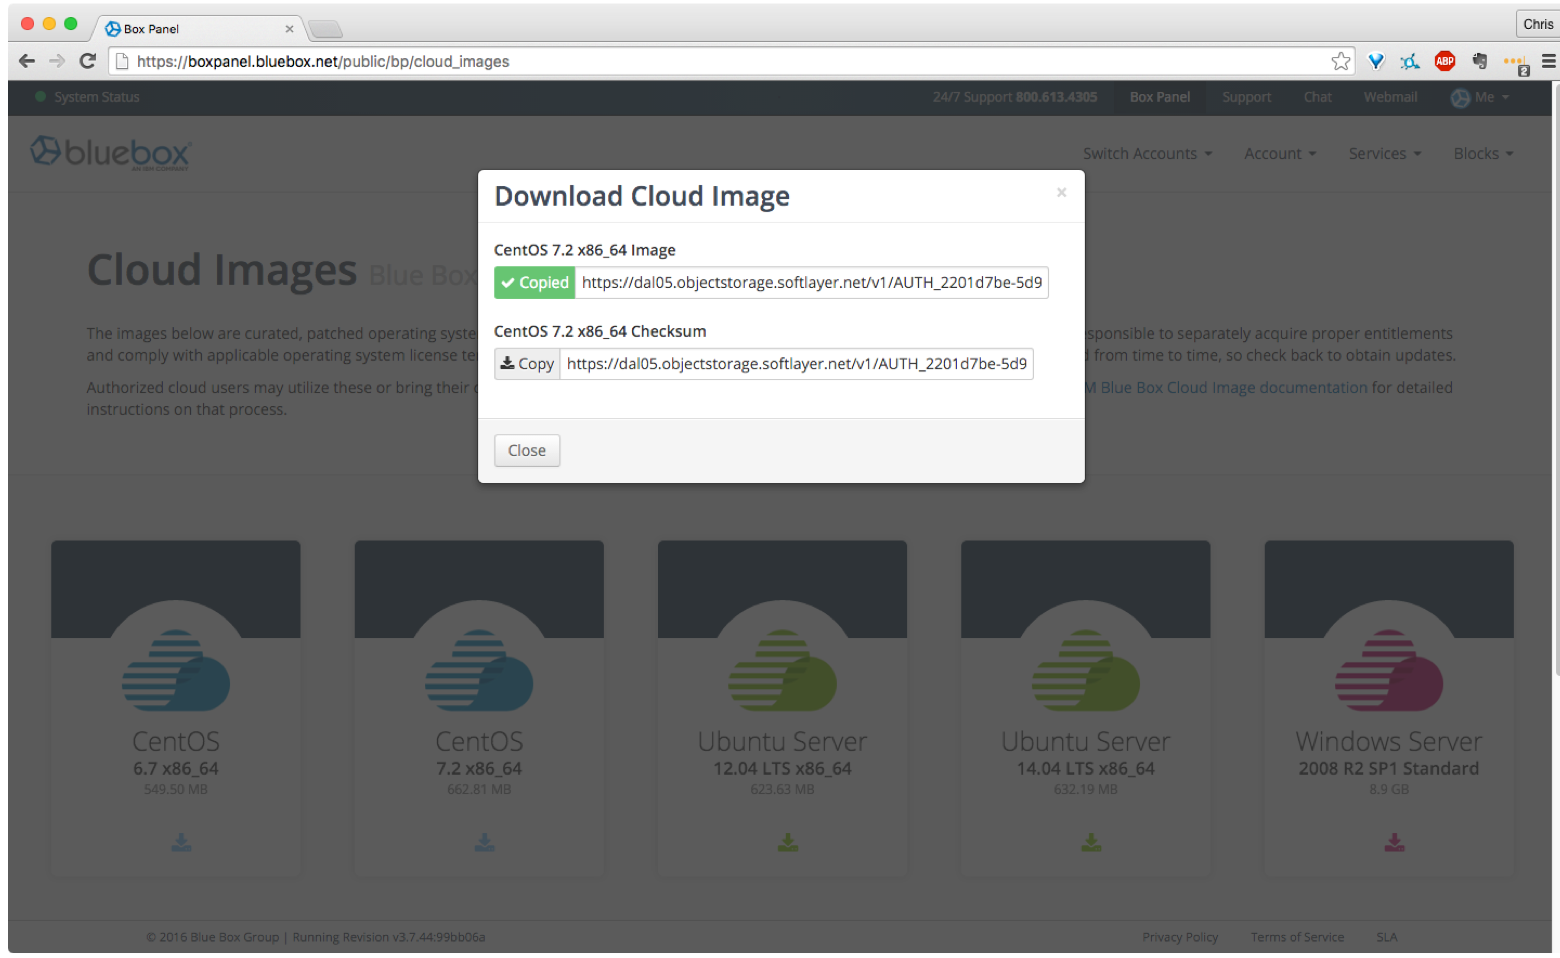 Box Panel
Chris
https://boxpanel.bluebox.net/public/bp/cloud_images
ABP
2
System Status
24/7 Support 800.613.4305
Box Panel
Support
Chat
Webmail
Me
bluebox
AN IBM COMPANY
Switch Accounts
Account
Services
Blocks
Download Cloud Image
×
CentOS 7.2 x86_64 Image
Copied
https://dal05.objectstorage.softlayer.net/v1/AUTH_2201d7be-5d9
CentOS 7.2 x86_64 Checksum
Copy
https://dal05.objectstorage.softlayer.net/v1/AUTH_2201d7be-5d9
Close
Cloud Images Blue Box
The images below are curated, patched operating syste
sponsible to separately acquire proper entitlements
and comply with applicable operating system license te
from time to time, so check back to obtain updates.
Authorized cloud users may utilize these or bring their
M Blue Box Cloud Image documentation for detailed
instructions on that process.
CentOS
6.7 x86_64
549.50 MB
CentOS
7.2 x86_64
662.81 MB
Ubuntu Server
12.04 LTS x86_64
623.63 MB
Ubuntu Server
14.04 LTS x86_64
632.19 MB
Windows Server
2008 R2 SP1 Standard
8.9 GB
© 2016 Blue Box Group | Running Revision v3.7.44:99bb06a
Privacy Policy
Terms of Service
SLA